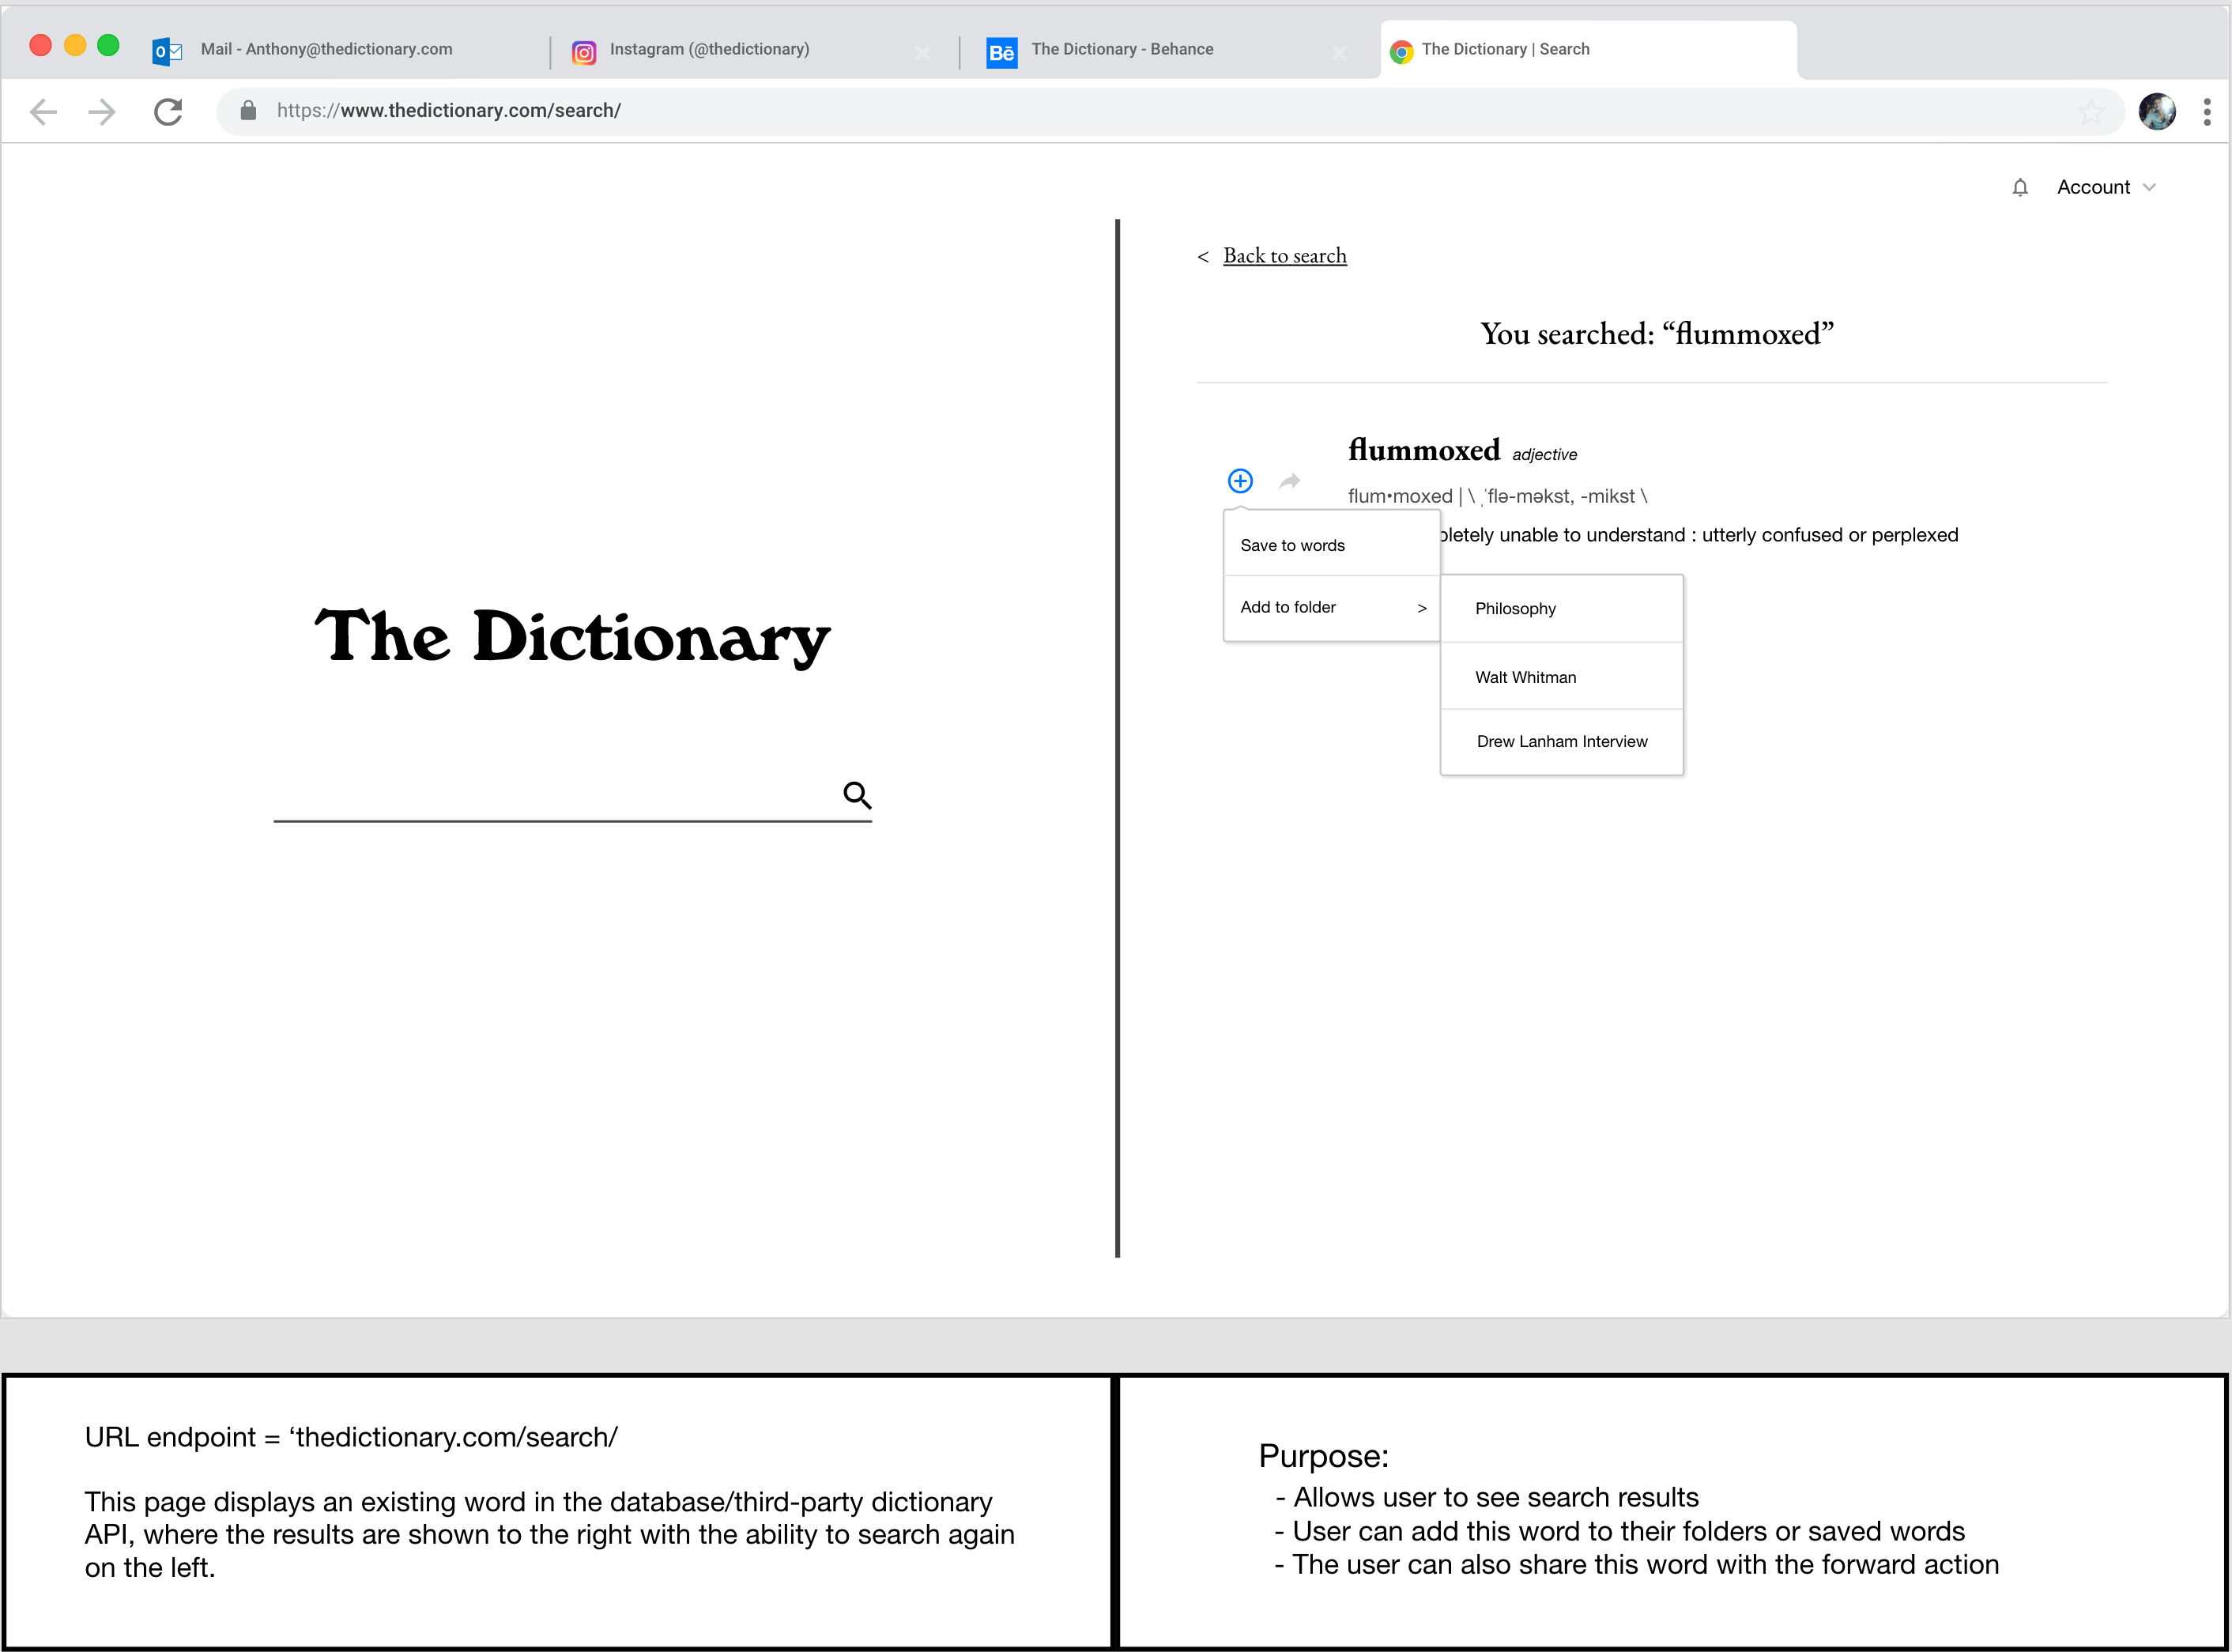 Mail - Anthony@thedictionary.com
Instagram (@thedictionary)
Bē
The Dictionary - Behance
The Dictionary | Search
https://www.thedictionary.com/search/
Account
< Back to search
You searched: “flummoxed”
flummoxed adjective
flum•moxed | \ ˌˈflə-məkst, -mikst \
pletely unable to understand : utterly confused or perplexed
Save to words
Add to folder >
Philosophy
Walt Whitman
Drew Lanham Interview
The Dictionary
URL endpoint = ‘thedictionary.com/search/
This page displays an existing word in the database/third-party dictionary
API, where the results are shown to the right with the ability to search again
on the left.
Purpose:
- Allows user to see search results
- User can add this word to their folders or saved words
- The user can also share this word with the forward action